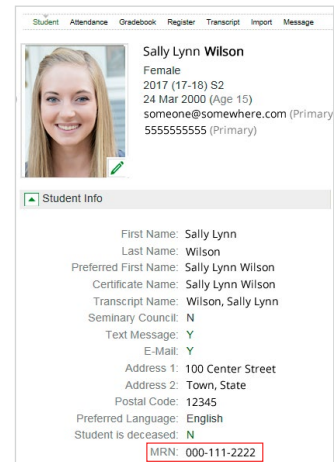 Student Attendance Gradebook Register Transcript Import Message
Sally Lynn Wilson
Female
2017 (17-18) S2
24 Mar 2000 (Age 15)
someone@somewhere.com (Primary
5555555555 (Primary)
Student Info
First Name: Sally Lynn
Last Name: Wilson
Preferred First Name: Sally Lynn Wilson
Certificate Name: Sally Lynn Wilson
Transcript Name: Wilson, Sally Lynn
Seminary Council: N
Text Message: Y
E-Mail: Y
Address 1: 100 Center Street
Address 2: Town, State
Postal Code: 12345
Preferred Language: English
Student is deceased: N
MRN: 000-111-2222